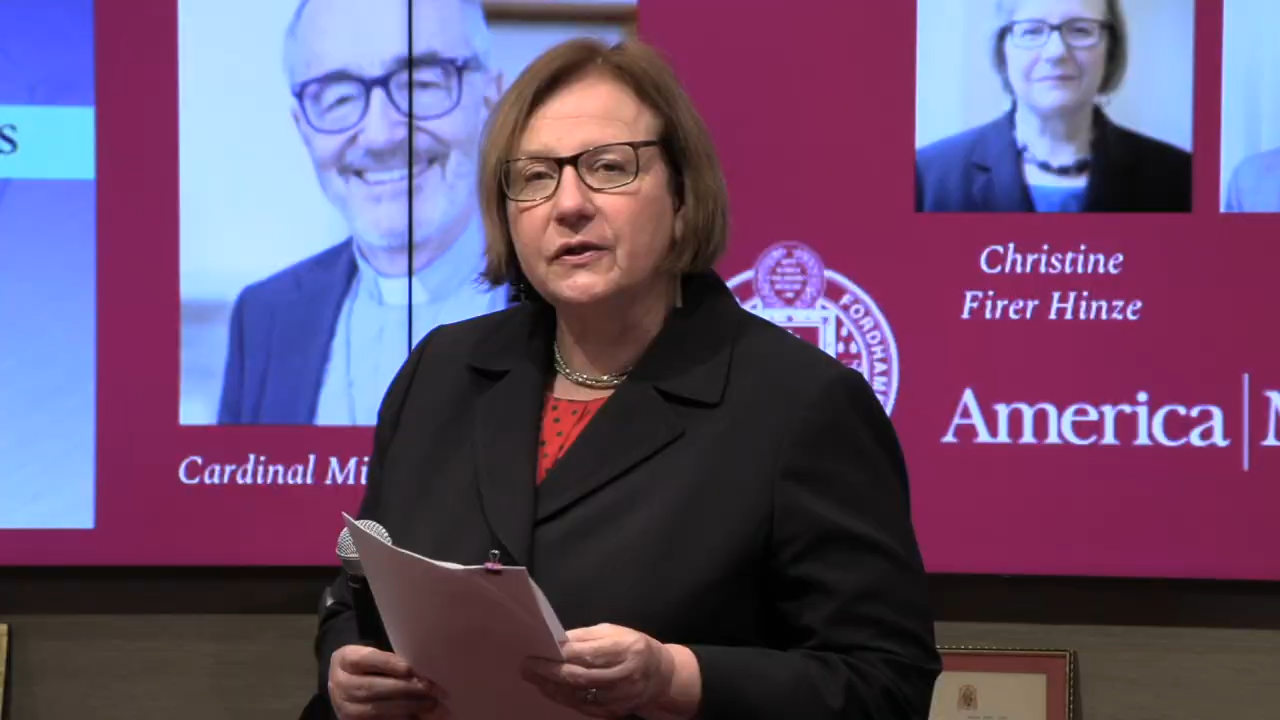 s
Cardinal Mi
FORDHAM
Christine
Firer Hinze
America